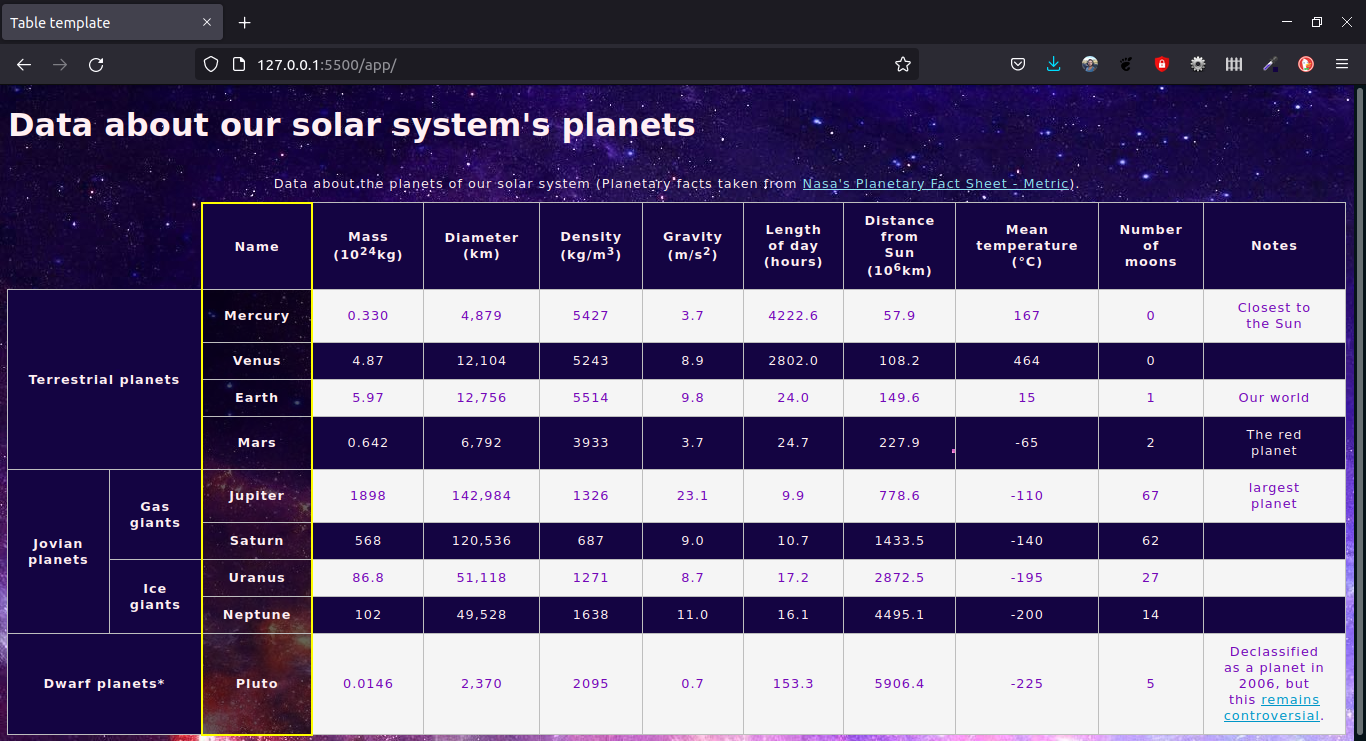 Table template
127.0.0.1:5500/app/
Data about our solar system's planets
Data about the planets of our solar system (Planetary facts taken from Nasa's Planetary Fact Sheet - Metric).
Name Mass (10²⁴kg) Diameter (km) Density (kg/m³) Gravity (m/s²) Length of day (hours) Distance from Sun (10⁶km) Mean temperature (°C) Number of moons Notes
Terrestrial planets Mercury 0.330 4,879 5427 3.7 4222.6 57.9 167 0 Closest to the Sun
Venus 4.87 12,104 5243 8.9 2802.0 108.2 464 0
Earth 5.97 12,756 5514 9.8 24.0 149.6 15 1 Our world
Mars 0.642 6,792 3933 3.7 24.7 227.9 -65 2 The red planet
Jovian planets Gas giants Jupiter 1898 142,984 1326 23.1 9.9 778.6 -110 67 largest planet
Saturn 568 120,536 687 9.0 10.7 1433.5 -140 62
Ice giants Uranus 86.8 51,118 1271 8.7 17.2 2872.5 -195 27
Neptune 102 49,528 1638 11.0 16.1 4495.1 -200 14
Dwarf planets* Pluto 0.0146 2,370 2095 0.7 153.3 5906.4 -225 5 Declassified as a planet in 2006, but this remains controversial.